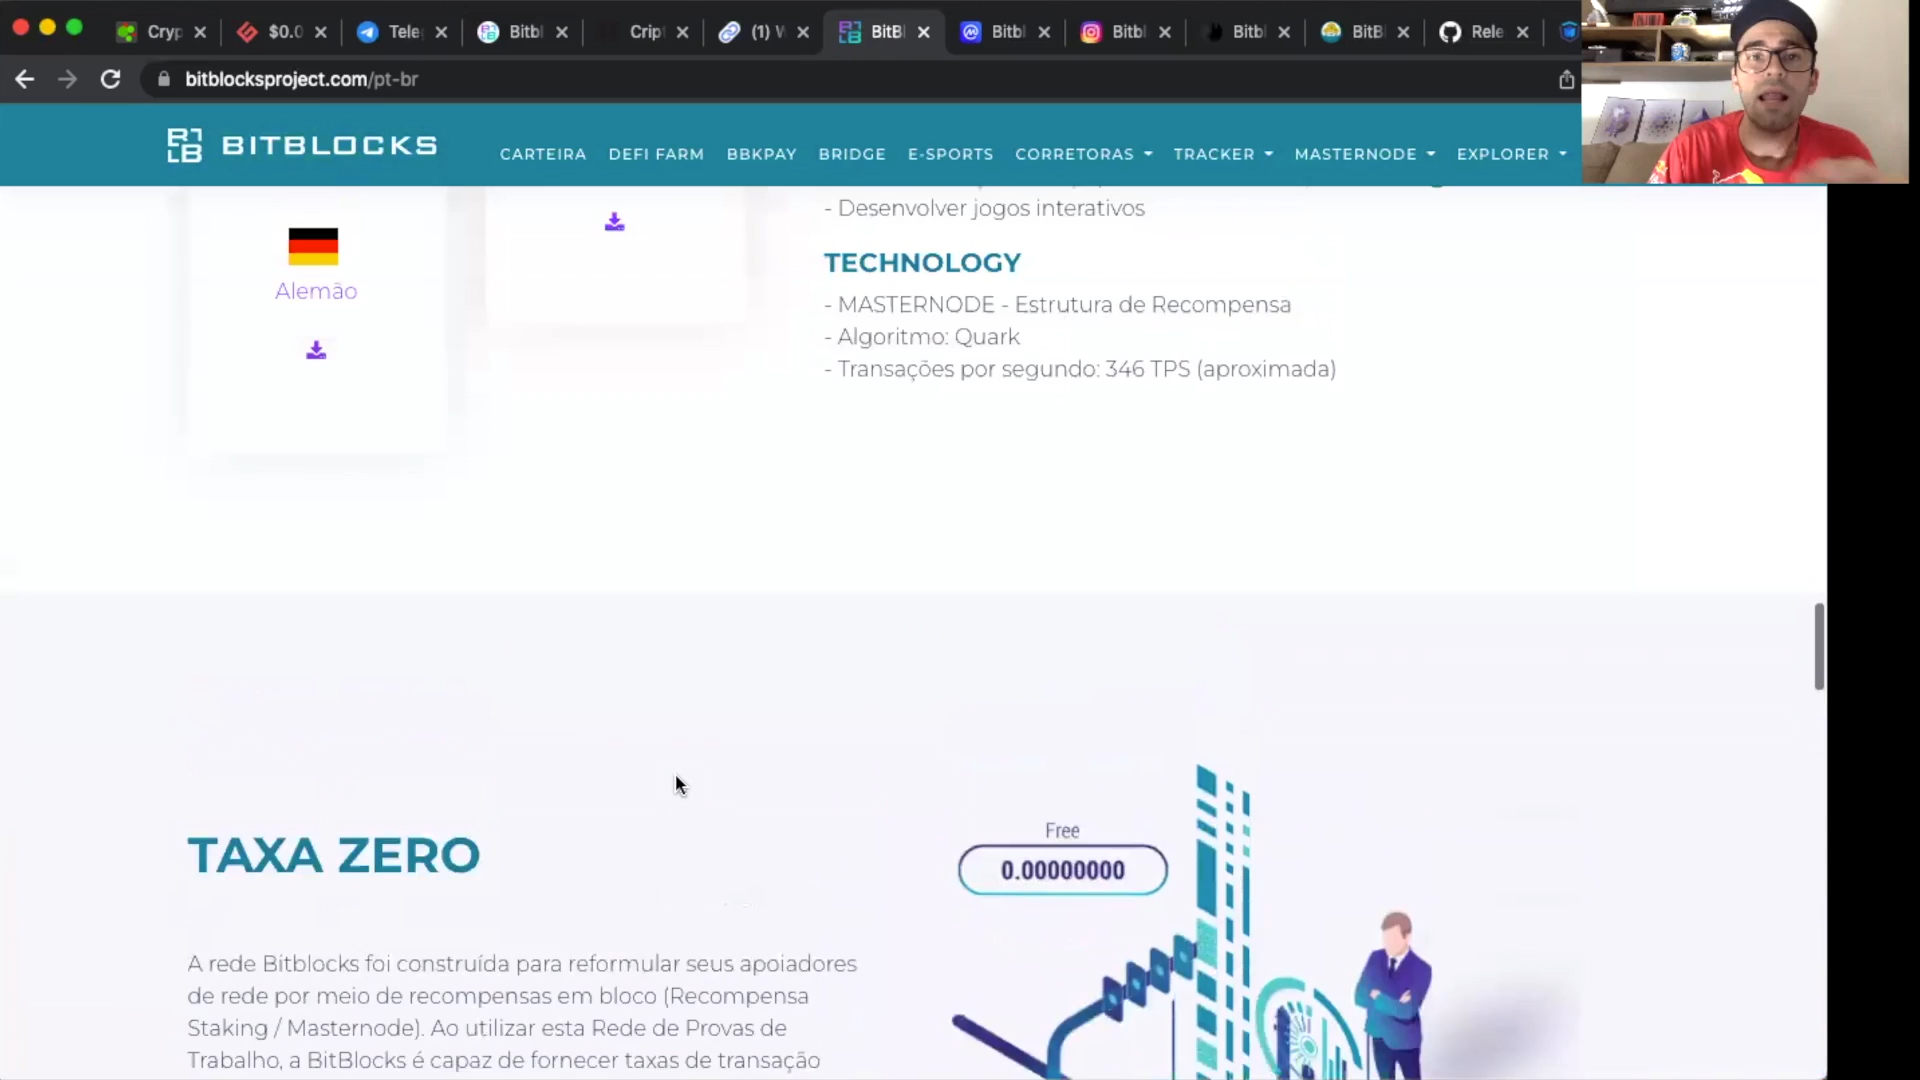 Cryp
$0.0
Tele
Bitbl
Cript
(1) W
BitBl
Bitbl
Bitbl
Bitbl
BitBl
Rele
bitblocksproject.com/pt-br
BITBLOCKS
CARTEIRA
DEFI FARM
BBKPAY
BRIDGE
E-SPORTS
CORRETORAS
TRACKER
MASTERNODE
EXPLORER
- Desenvolver jogos interativos
Alemão
TECHNOLOGY
- MASTERNODE - Estrutura de Recompensa
- Algoritmo: Quark
- Transações por segundo: 346 TPS (aproximada)
TAXA ZERO
A rede Bitblocks foi construída para reformular seus apoiadores
de rede por meio de recompensas em bloco (Recompensa
Staking / Masternode). Ao utilizar esta Rede de Provas de
Trabalho, a BitBlocks é capaz de fornecer taxas de transação
Free
0.00000000